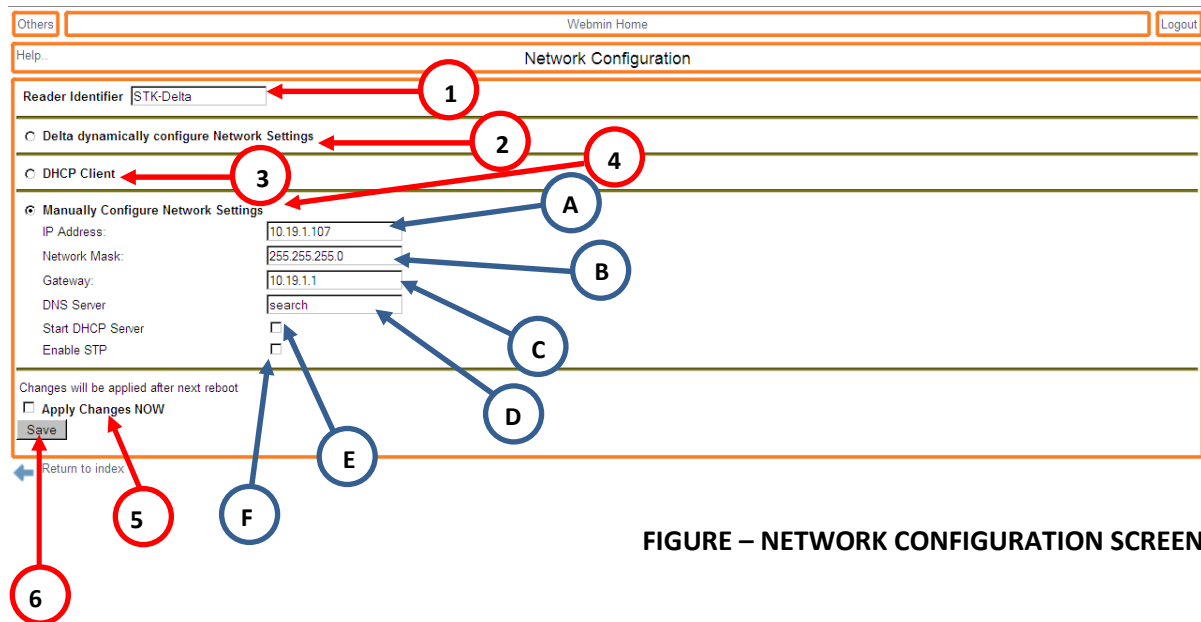 Others Webmin Home Logout
Help.. Network Configuration
Reader Identifier STK-Delta 1
Delta dynamically configure Network Settings 2
DHCP Client 3 4
Manually Configure Network Settings A
IP Address: 10.19.1.107
Network Mask: 255.255.255.0 B
Gateway: 10.19.1.1
DNS Server search
Start DHCP Server
Enable STP C
Changes will be applied after next reboot
Apply Changes NOW D
Save
Return to index E
5 F
FIGURE – NETWORK CONFIGURATION SCREEN
6